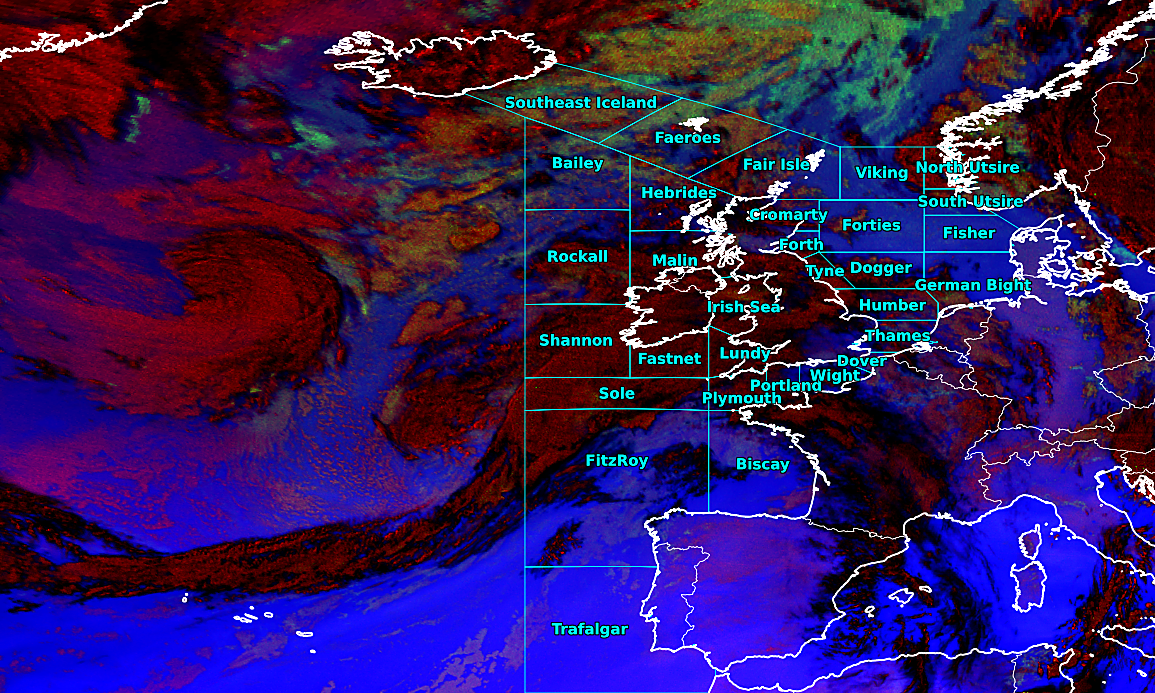 Southeast Iceland
Faeroes
Bailey
Fair Isle
Viking
North Utsire
Hebrides
South Utsire
Cromarty
Forties
Fisher
Forth
Rockall
Malin
Tyne
Dogger
German Bight
Irish Sea
Humber
Shannon
Thames
Fastnet
Lundy
Dover
Wight
Portland
Sole
Plymouth
FitzRoy
Biscay
Trafalgar